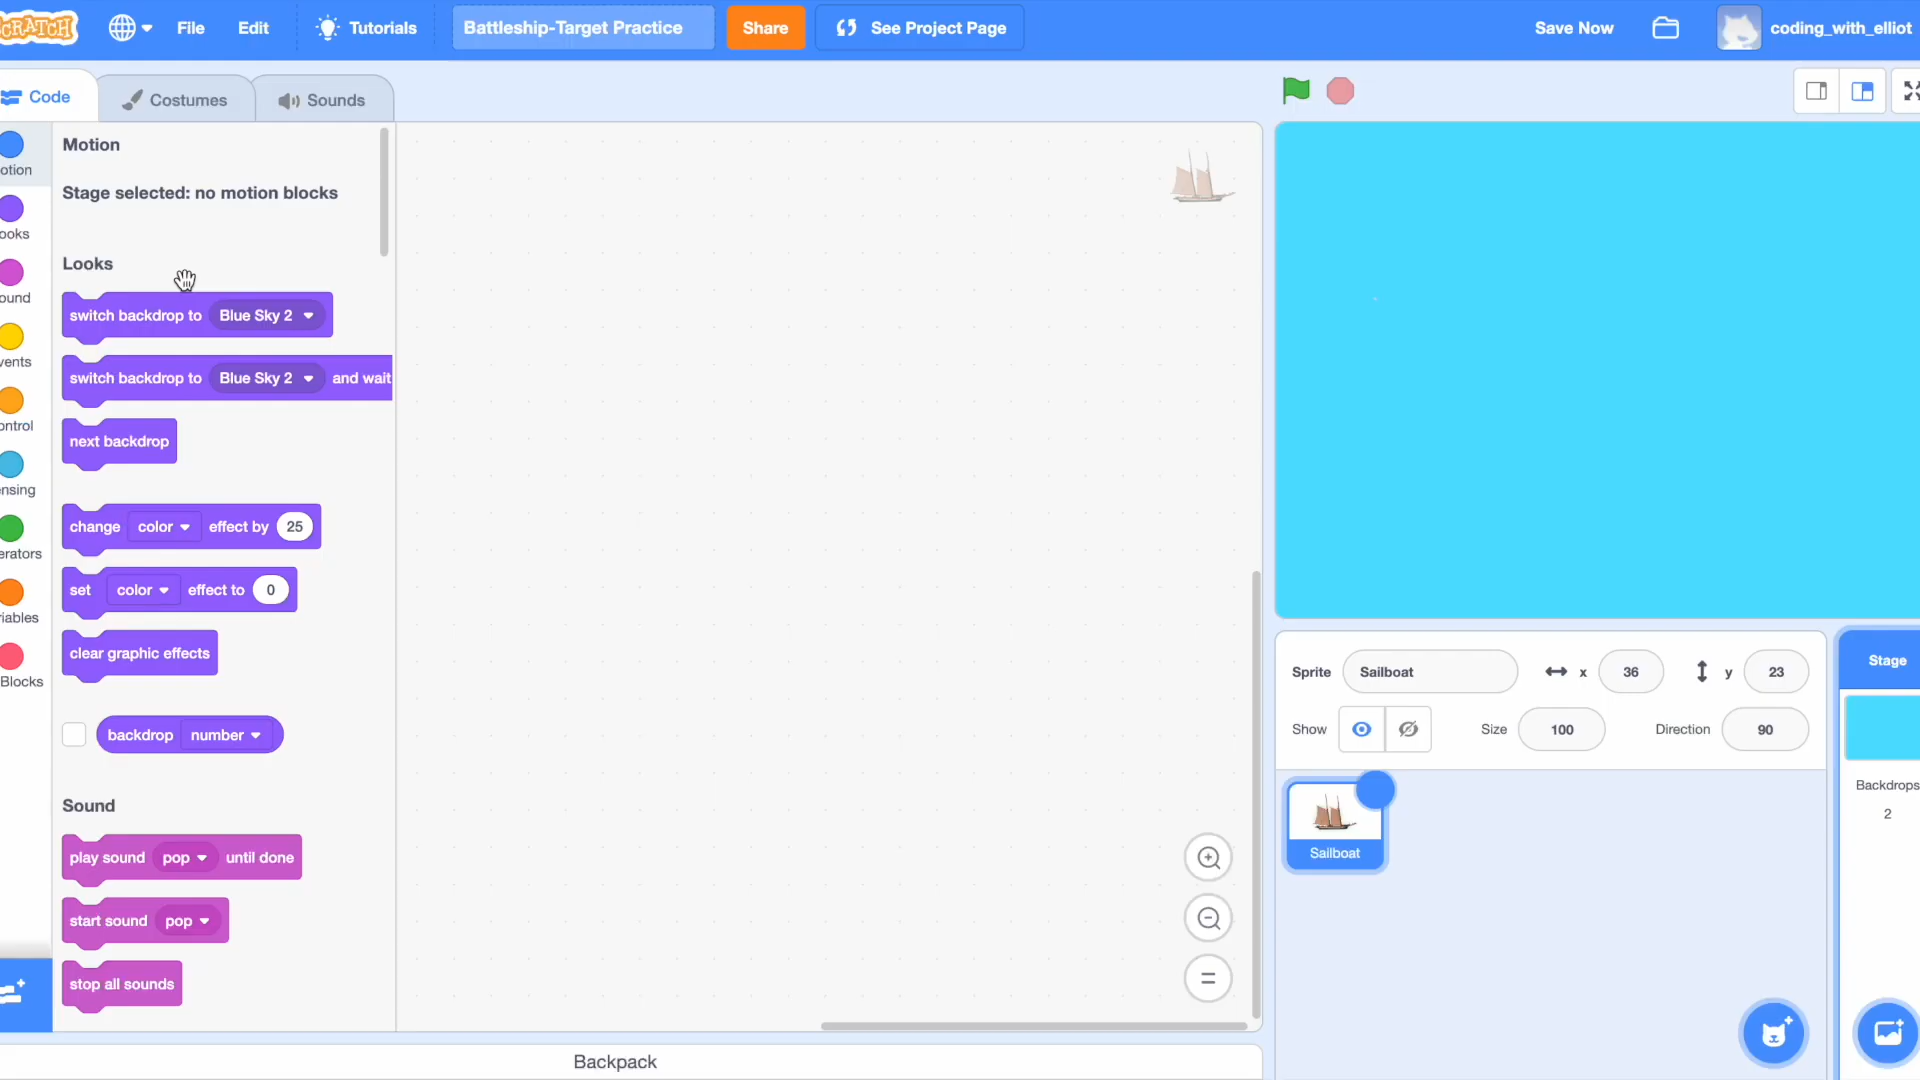 SCRATCH
File
Edit
Tutorials
Battleship-Target Practice
Share
See Project Page
Save Now
coding_with_elliot
Code
Costumes
Sounds
otion
ooks
ound
vents
ontrol
ensing
erators
riables
Blocks
Motion
Stage selected: no motion blocks
Looks
switch backdrop to Blue Sky 2
switch backdrop to Blue Sky 2 and wait
next backdrop
change color effect by 25
set color effect to 0
clear graphic effects
backdrop number
Sound
play sound pop until done
start sound pop
stop all sounds
Backpack
Sprite Sailboat x 36 y 23
Show Size 100 Direction 90
Sailboat
Stage
Backdrops
2